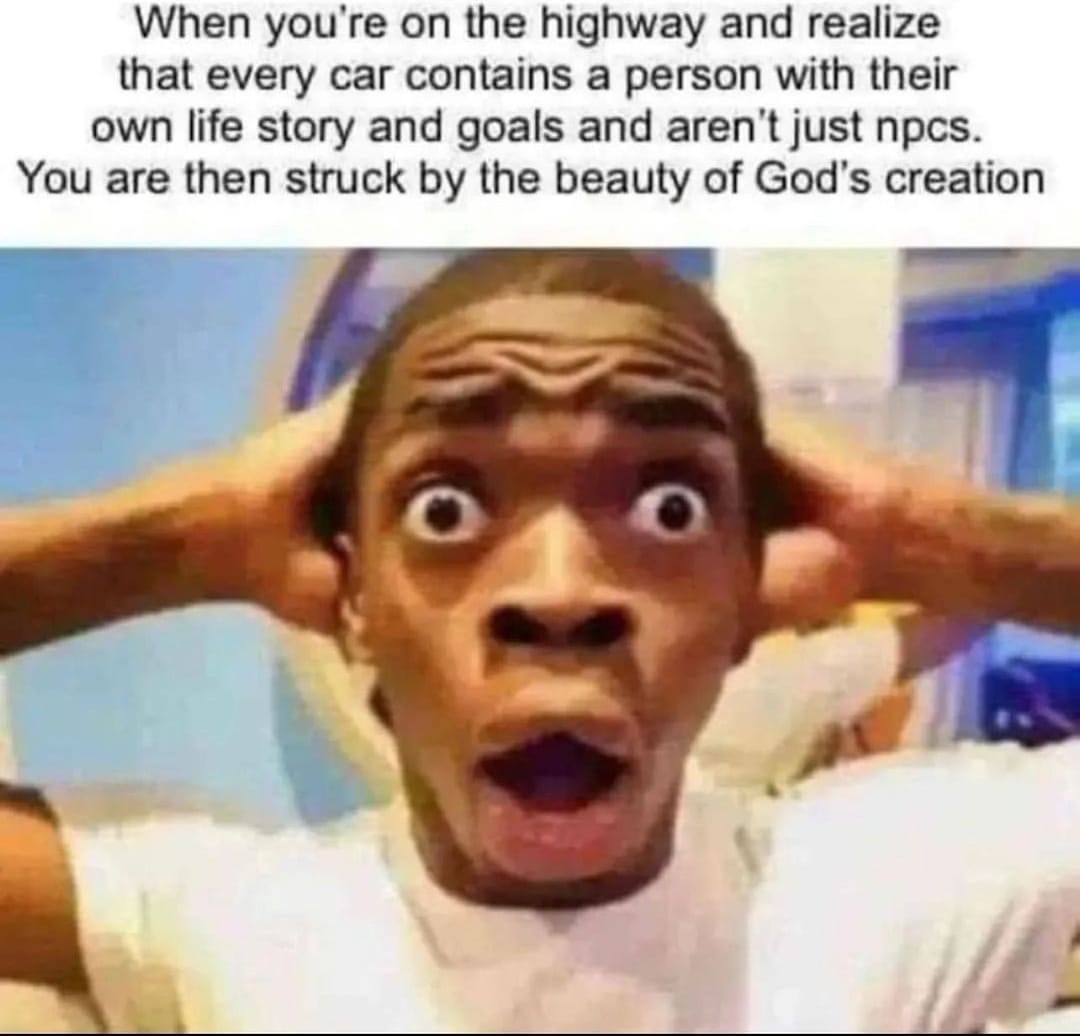 When you're on the highway and realize
that every car contains a person with their
own life story and goals and aren't just npcs.
You are then struck by the beauty of God's creation